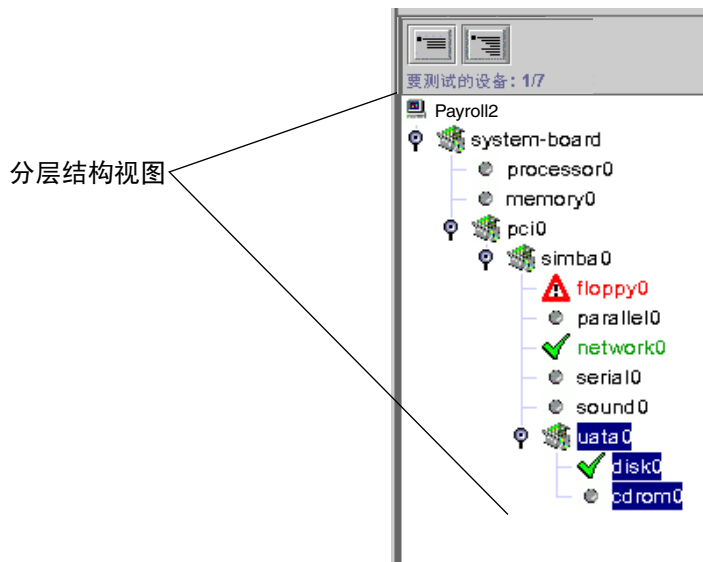 要测试的设备: 1/7
Payroll2
system-board
processor0
memory0
分层结构视图
pci0
simba0
floppy0
parallel0
network0
serial0
sound0
uata0
disk0
cdrom0